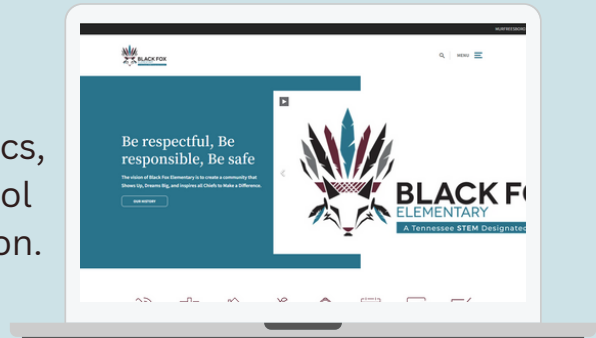 cs,
ol
on.
MURFREESBORO
BLACK FOX
MENU
Be respectful, Be
responsible, Be safe
The vision of Black Fox Elementary is to create a community that
Shows Up, Dreams Big, and Inspires all Chiefs to Make a Difference.
OUR HISTORY
BLACK FO
ELEMENTARY
A Tennessee STEM Designated